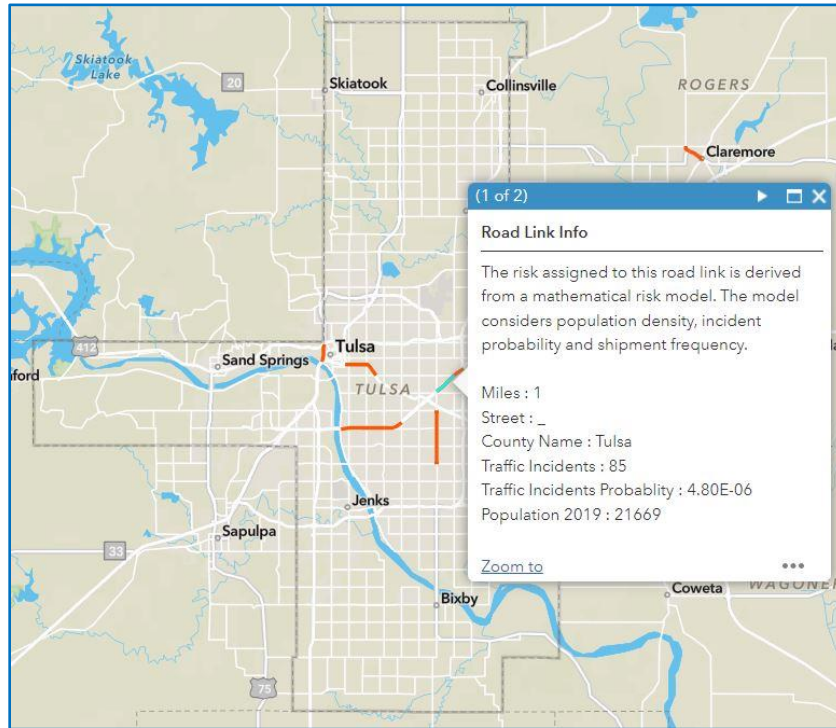 Skiatook
Lake
20
Skiatook
Collinsville
ROGERS
Claremore
(1 of 2)
Road Link Info
The risk assigned to this road link is derived
from a mathematical risk model. The model
considers population density, incident
probability and shipment frequency.
Miles : 1
Street : _
County Name : Tulsa
Traffic Incidents : 85
Traffic Incidents Probablity : 4.80E-06
Population 2019 : 21669
Zoom to
412
ford
Sand Springs
Tulsa
TULSA
Jenks
Sapulpa
33
Bixby
Coweta
WAGONER
75